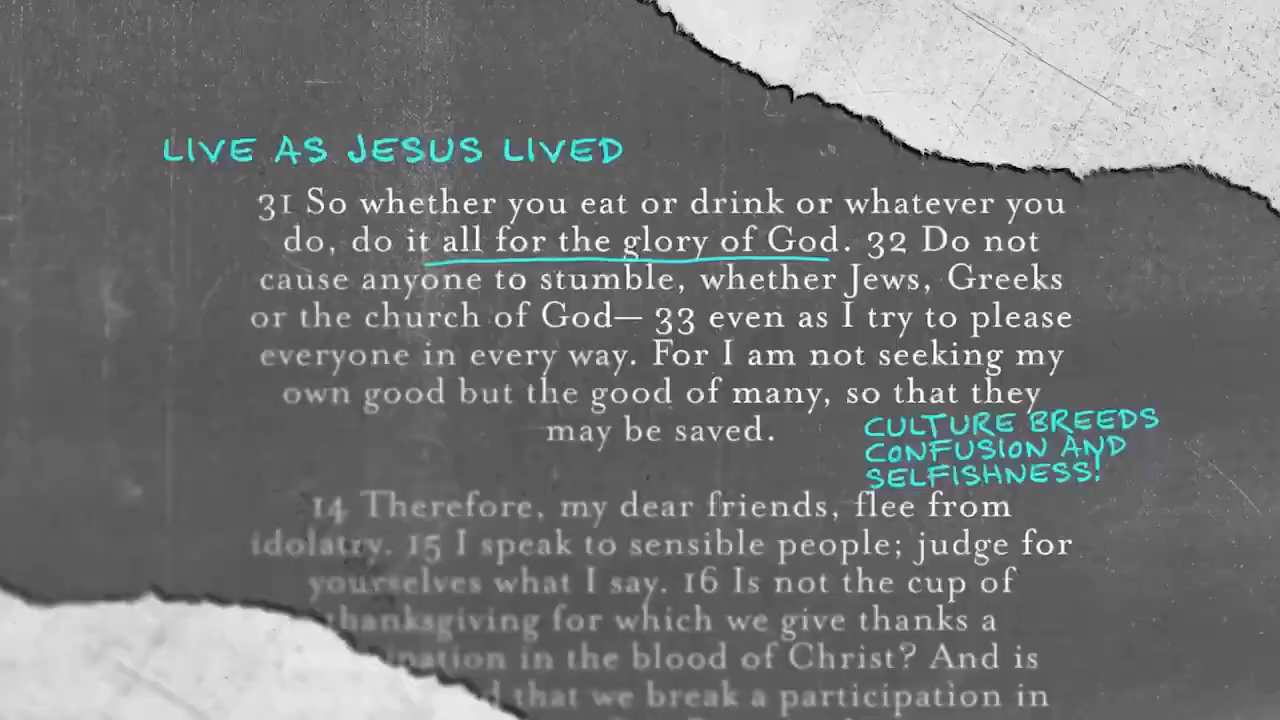 LIVE AS JESUS LIVED
31 So whether you eat or drink or whatever you
do, do it all for the glory of God. 32 Do not
cause anyone to stumble, whether Jews, Greeks
or the church of God— 33 even as I try to please
everyone in every way. For I am not seeking my
own good but the good of many, so that they
may be saved.
CULTURE BREEDS
CONFUSION AND
SELFISHNESS!
14 Therefore, my dear friends, flee from
idolatry. 15 I speak to sensible people; judge for
yourselves what I say. 16 Is not the cup of
thanksgiving for which we give thanks a
in the blood of Christ? And is
that we break a participation in